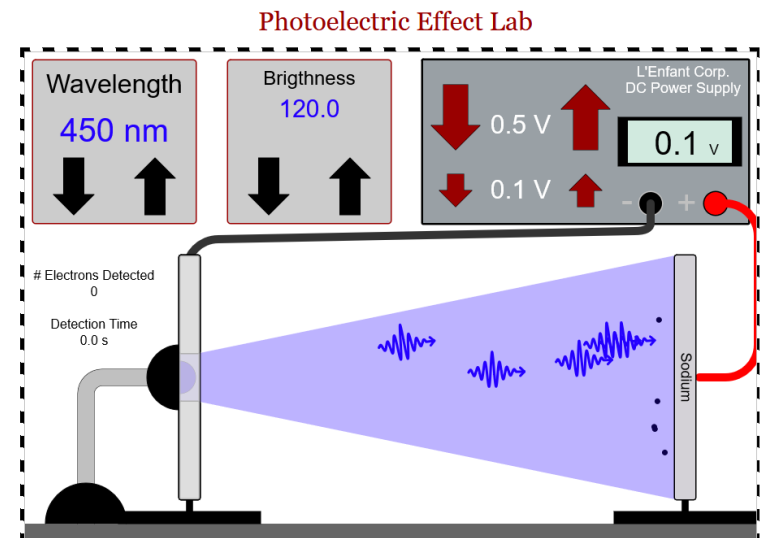 Photoelectric Effect Lab
Wavelength
450 nm
Brigthness
120.0
L'Enfant Corp.
DC Power Supply
0.5 V
0.1 V
0.1 V
- +
# Electrons Detected
0
Detection Time
0.0 s
Sodium